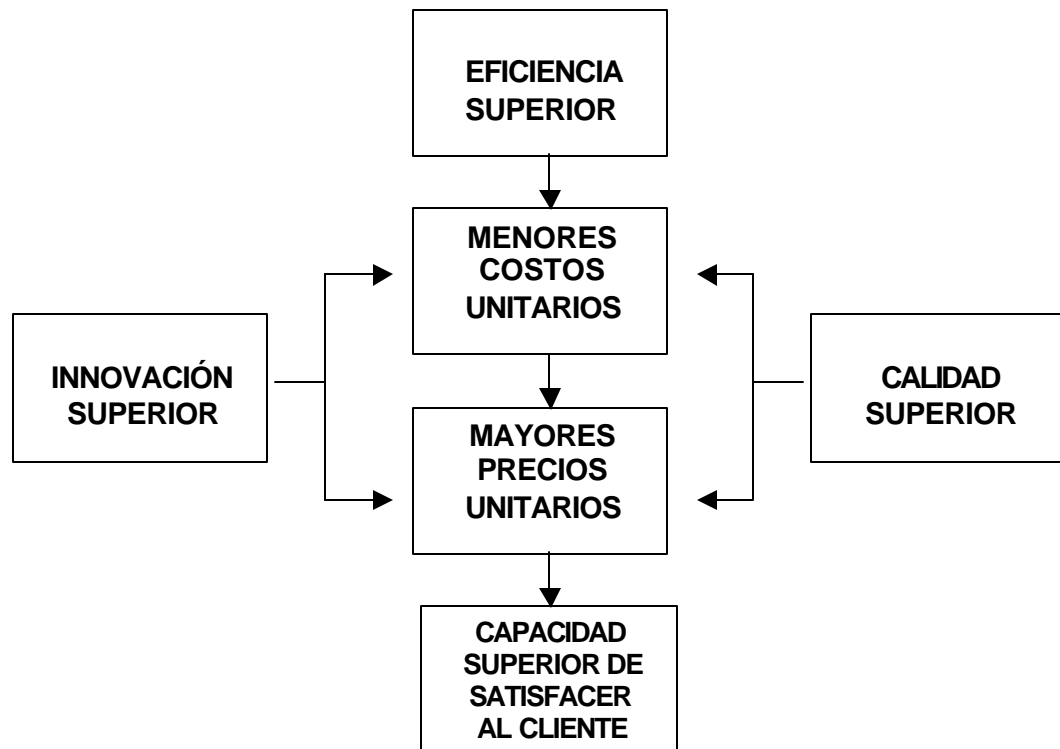 EFICIENCIA
SUPERIOR
MENORES
COSTOS
UNITARIOS
INNOVACIÓN
SUPERIOR
CALIDAD
SUPERIOR
MAYORES
PRECIOS
UNITARIOS
CAPACIDAD
SUPERIOR DE
SATISFACER
AL CLIENTE